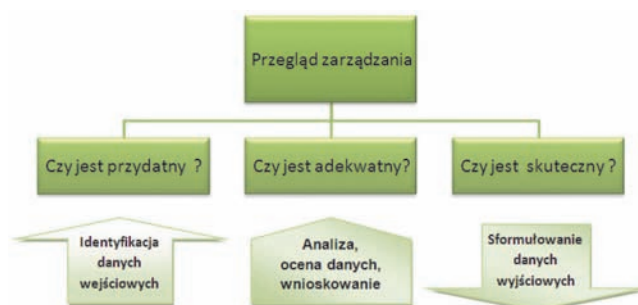 Przegląd zarządzania
Czy jest przydatny ?
Czy jest adekwatny?
Czy jest skuteczny ?
Identyfikacja
danych
wejściowych
Analiza,
ocena danych,
wnioskowanie
Sformułowanie
danych
wyjściowych